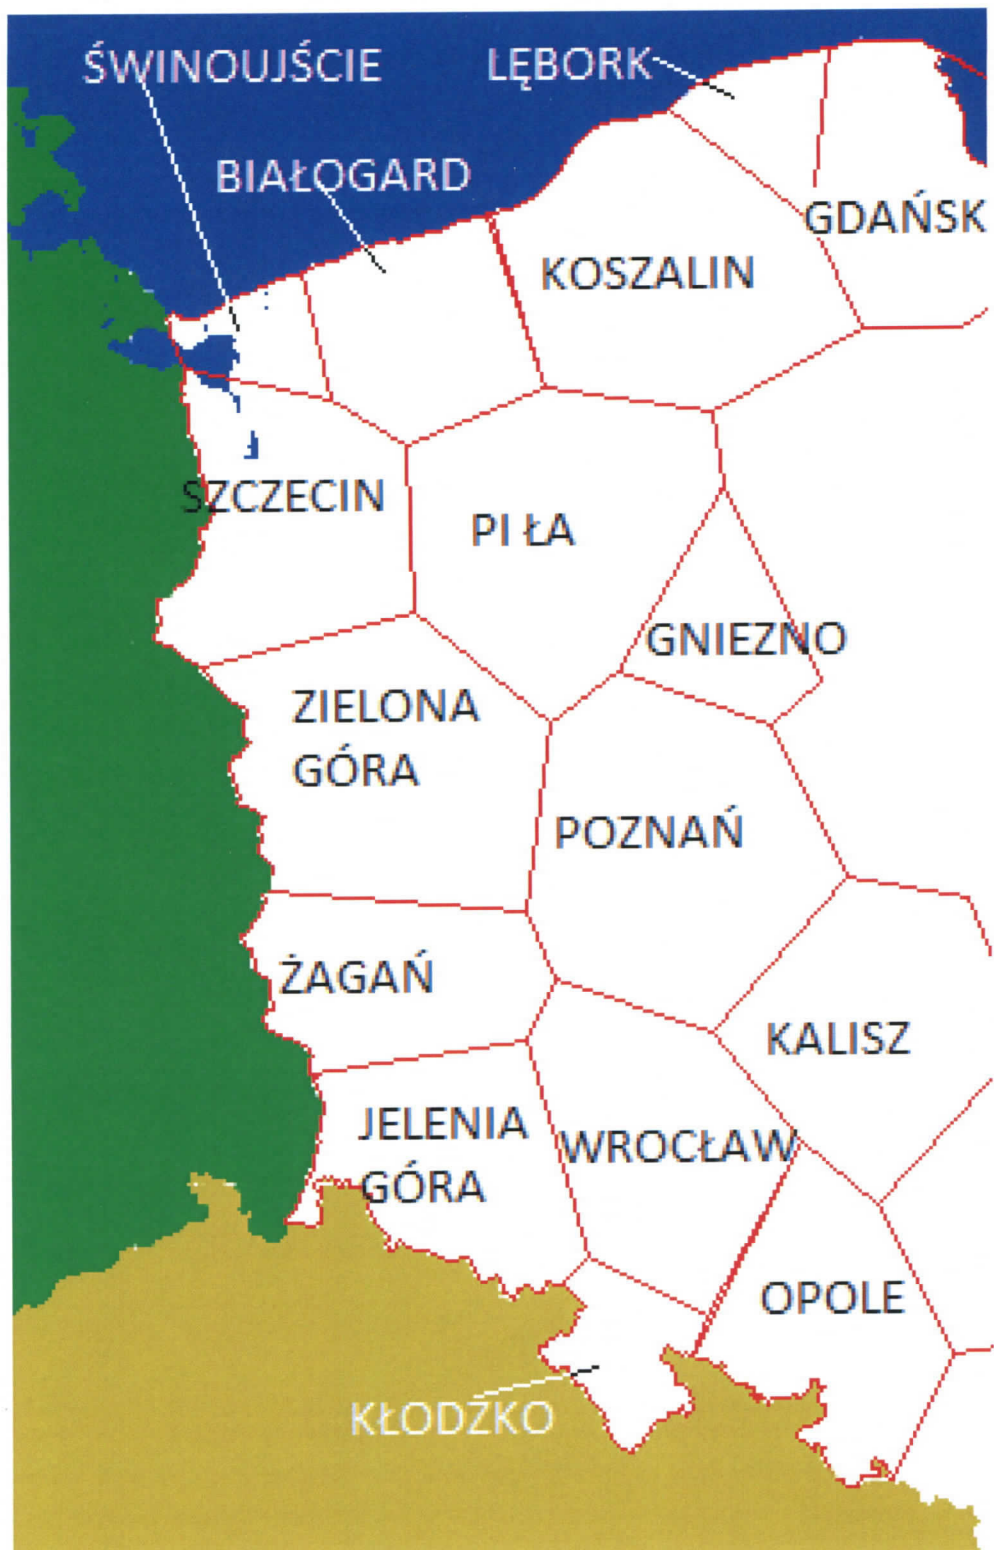 ŚWINOUJŚCIE
LĘBORK
BIAŁOGARD
GDAŃSK
KOSZALIN
SZCZECIN
PI ŁA
GNIEZNO
ZIELONA
GÓRA
POZNAŃ
ŻAGAŃ
KALISZ
JELENIA
GÓRA
WROCŁAW
OPOLE
KŁODZKO